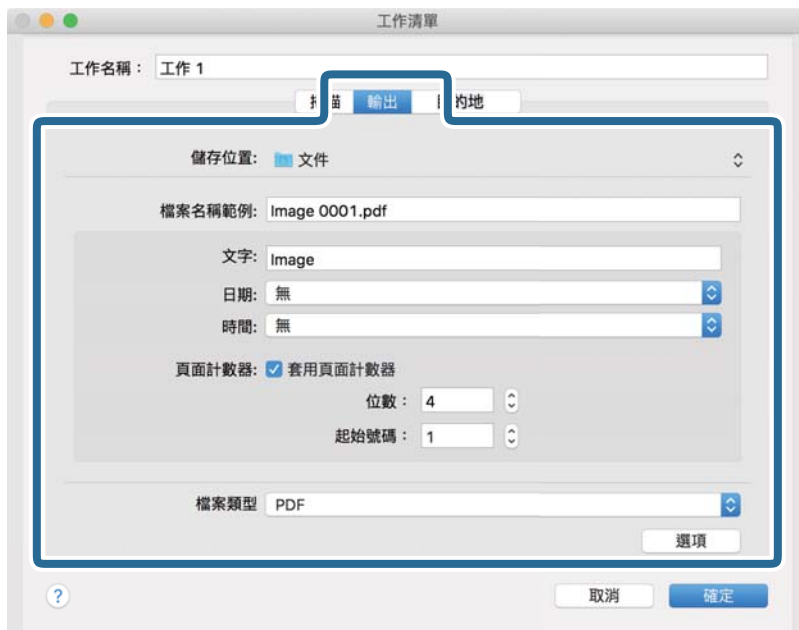 工作清單
工作名稱： 工作 1
輸出
儲存位置: 文件
檔案名稱範例: Image 0001.pdf
文字: Image
日期: 無
時間: 無
頁面計數器: 套用頁面計數器
位數： 4
起始號碼： 1
檔案類型 PDF
選項
? 取消 確定